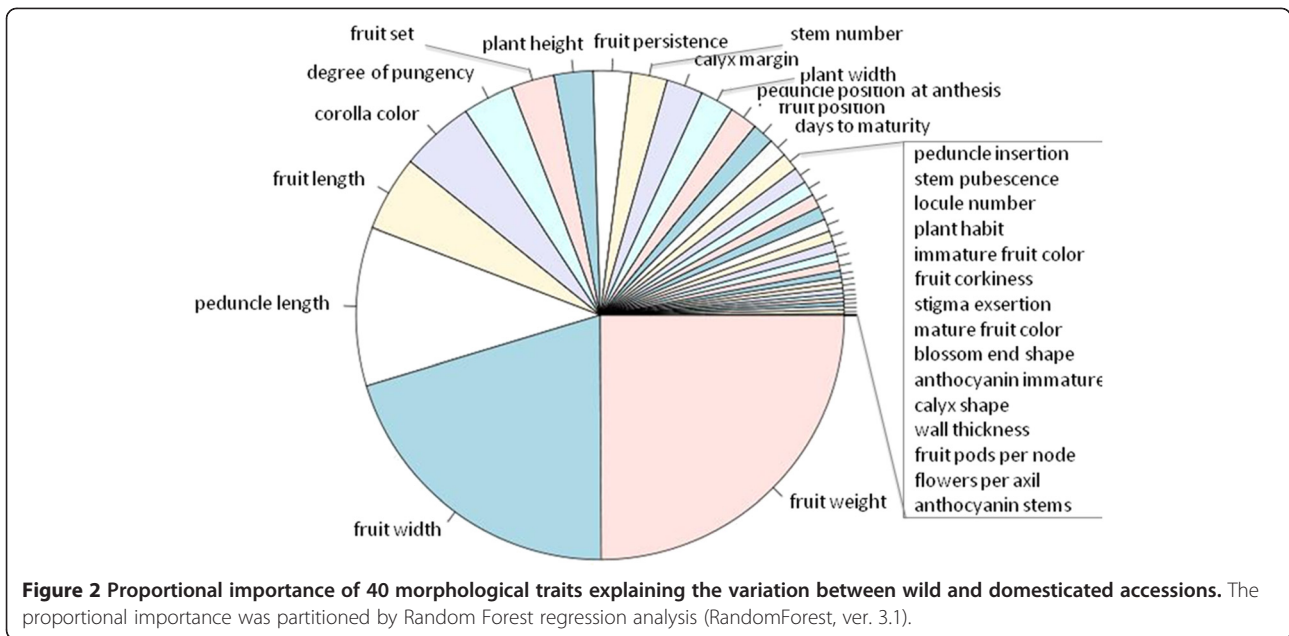 fruit set
plant height
fruit persistence
stem number
calyx margin
degree of pungency
plant width
peduncle position at anthesis
fruit position
corolla color
days to maturity
fruit length
peduncle length
fruit width
fruit weight
peduncle insertion
stem pubescence
locule number
plant habit
immature fruit color
fruit corkiness
stigma exsertion
mature fruit color
blossom end shape
anthocyanin immature
calyx shape
wall thickness
fruit pods per node
flowers per axil
anthocyanin stems
Figure 2 Proportional importance of 40 morphological traits explaining the variation between wild and domesticated accessions. The
proportional importance was partitioned by Random Forest regression analysis (RandomForest, ver. 3.1).